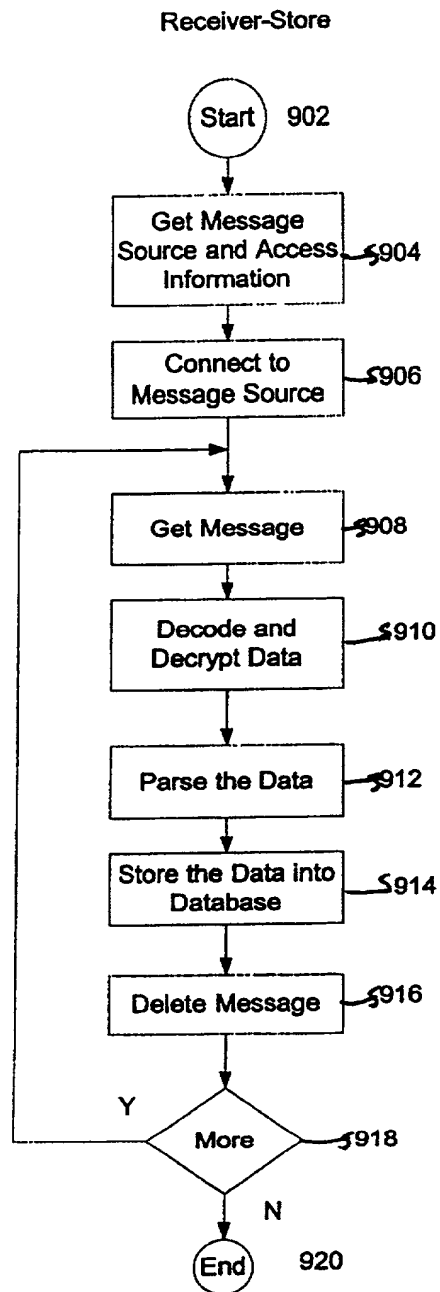 Receiver-Store
Start 902
Get Message
Source and Access
Information
904
Connect to
Message Source
906
Get Message 908
Decode and
Decrypt Data
910
Parse the Data 912
Store the Data into
Database
914
Delete Message 916
Y
More 918
N
End 920